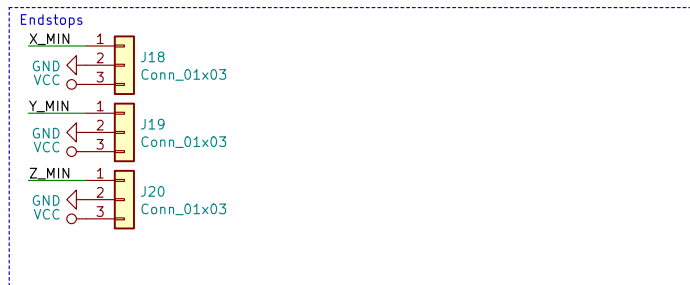 Endstops
X_MIN 1
GND 2
VCC 3
J18
Conn_01x03
Y_MIN 1
GND 2
VCC 3
J19
Conn_01x03
Z_MIN 1
GND 2
VCC 3
J20
Conn_01x03